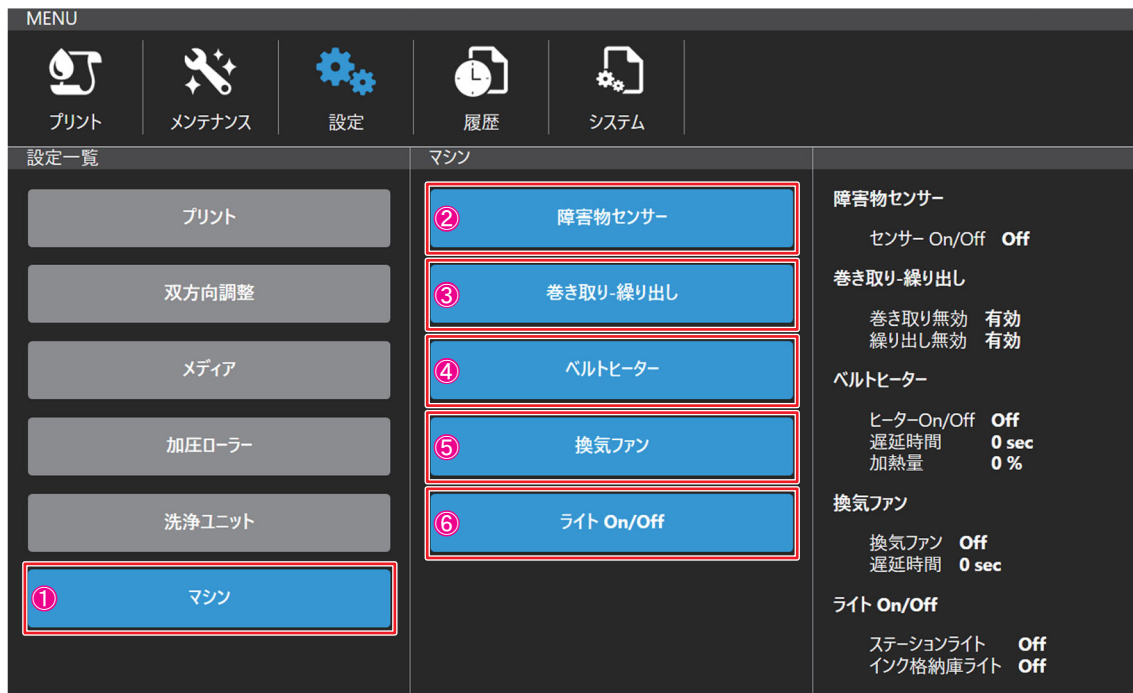 MENU
プリント
メンテナンス
設定
履歴
システム
設定一覧
プリント
双方向調整
メディア
加圧ローラー
洗浄ユニット
① マシン
マシン
② 障害物センサー
③ 巻き取り-繰り出し
④ ベルトヒーター
⑤ 換気ファン
⑥ ライト On/Off
障害物センサー
センサー On/Off Off
巻き取り-繰り出し
巻き取り無効 有効
繰り出し無効 有効
ベルトヒーター
ヒーターOn/Off Off
遅延時間 0 sec
加熱量 0 %
換気ファン
換気ファン Off
遅延時間 0 sec
ライト On/Off
ステーションライト Off
インク格納庫ライト Off